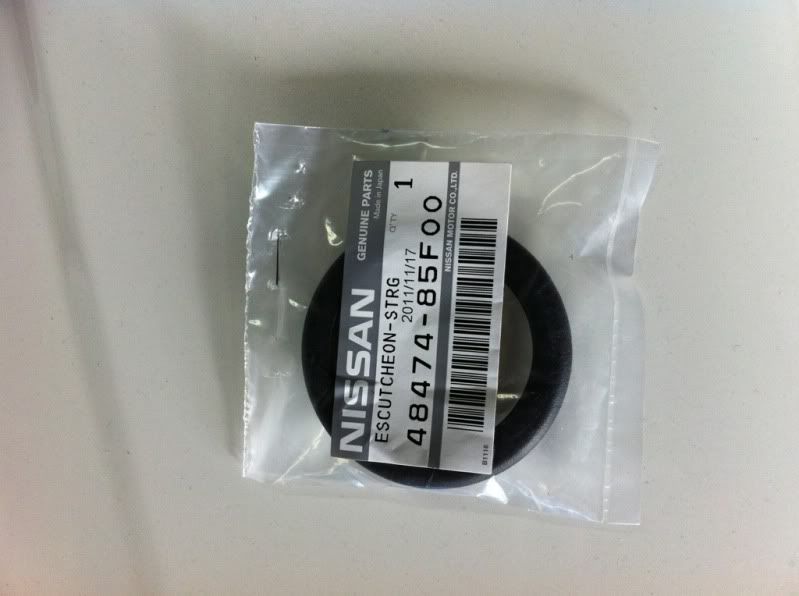 NISSAN GENUINE PARTS
Made in Japan
ESCUTCHEON-STRG Q'TY 1
2011/11/17
48474-85F00
NISSAN MOTOR CO.,LTD.
B1116